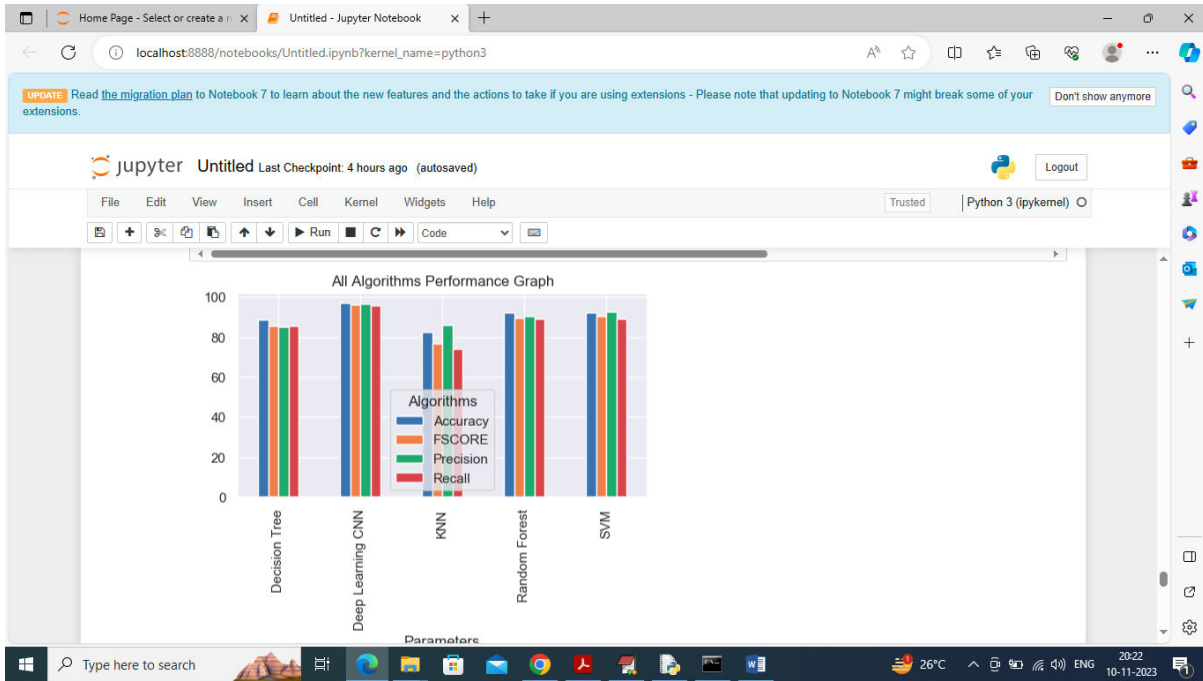 Home Page - Select or create a n
Untitled - Jupyter Notebook
localhost:8888/notebooks/Untitled.ipynb?kernel_name=python3
UPDATE Read the migration plan to Notebook 7 to learn about the new features and the actions to take if you are using extensions - Please note that updating to Notebook 7 might break some of your
extensions.
Don't show anymore
jupyter Untitled Last Checkpoint: 4 hours ago (autosaved)
Logout
File Edit View Insert Cell Kernel Widgets Help
Trusted
Python 3 (ipykernel)
Run
Code
All Algorithms Performance Graph
100
80
60
40
20
0
Algorithms
Accuracy
FSCORE
Precision
Recall
Decision Tree
Deep Learning CNN
KNN
Random Forest
SVM
Parameters
Type here to search
26°C
ENG
20:22
10-11-2023